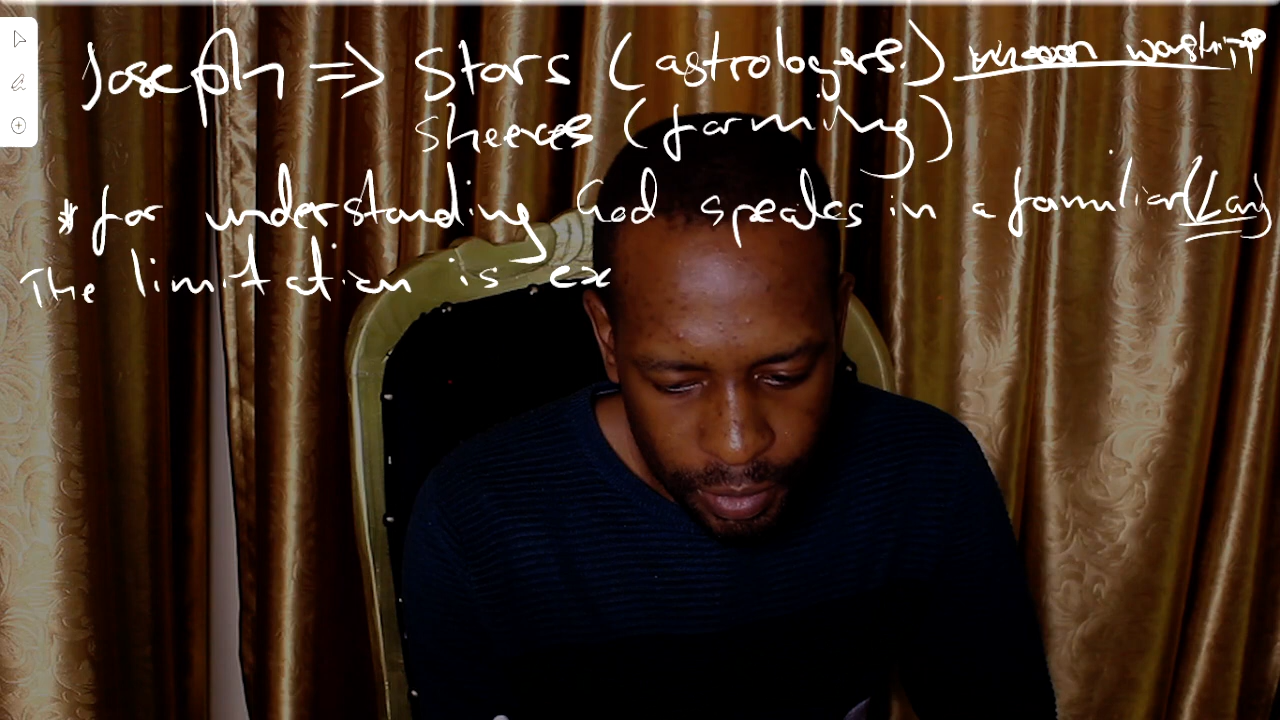 Joseph => Stars (astrologers.) moon worship
Sheeves (farming)
* for understanding God speaks in a familiar (Lang
The limitation is ex